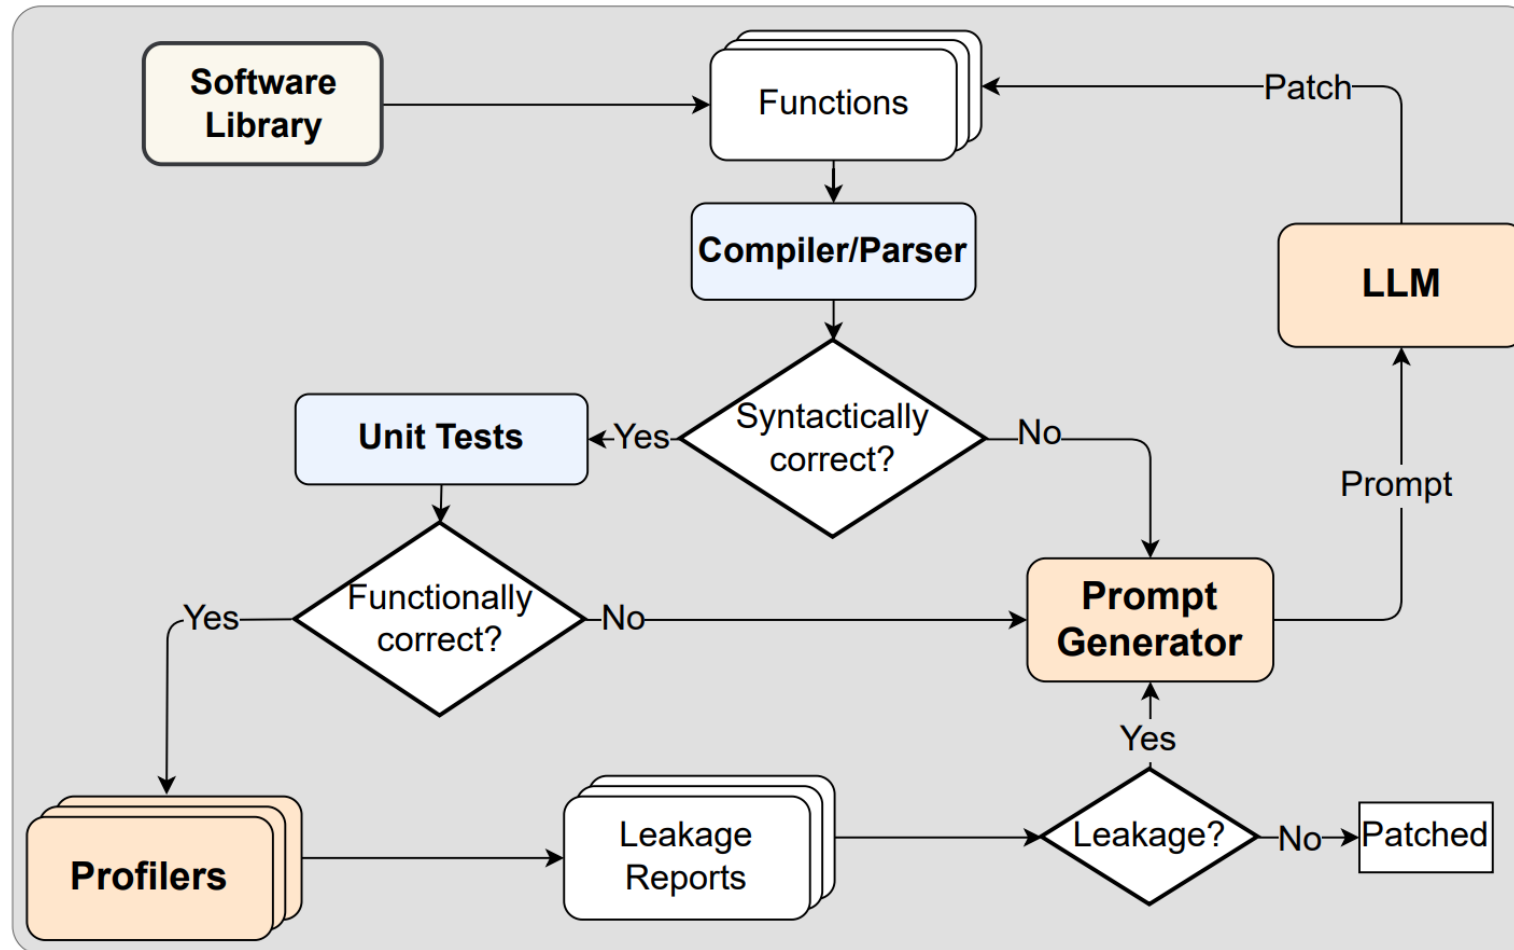 Software
Library
Functions
Patch
Compiler/Parser
LLM
Syntactically
correct?
Yes
No
Unit Tests
Prompt
Functionally
correct?
Yes
No
Prompt
Generator
Yes
Profilers
Leakage
Reports
Leakage?
No
Patched